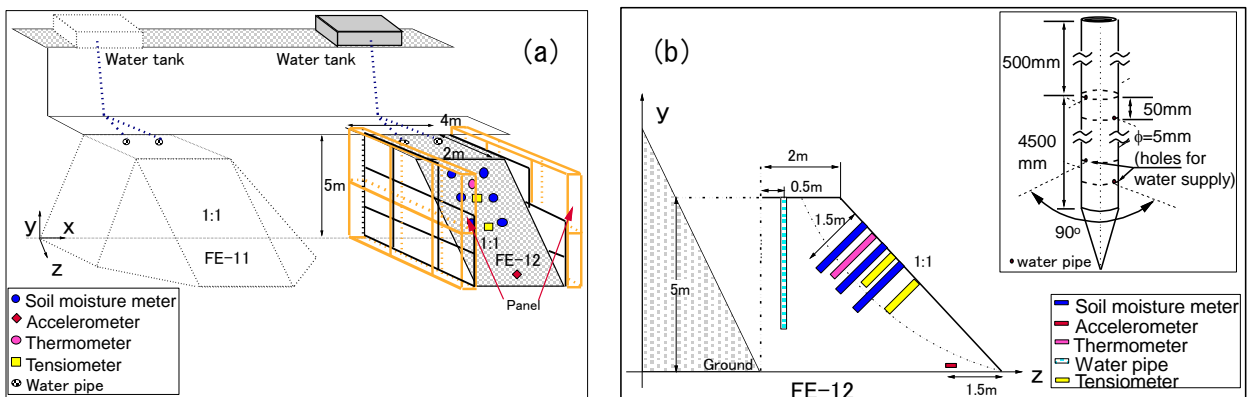 (a)
Water tank
Water tank
4m
2m
5m
1:1
1:1
y
x
z
FE-11
FE-12
Panel
Soil moisture meter
Accelerometer
Thermometer
Tensiometer
Water pipe
(b)
y
2m
0.5m
1.5m
1:1
5m
Ground
z
1.5m
FE-12
500mm
50mm
4500
mm
ϕ=5mm
(holes for
water supply)
90°
water pipe
Soil moisture meter
Accelerometer
Thermometer
Water pipe
Tensiometer